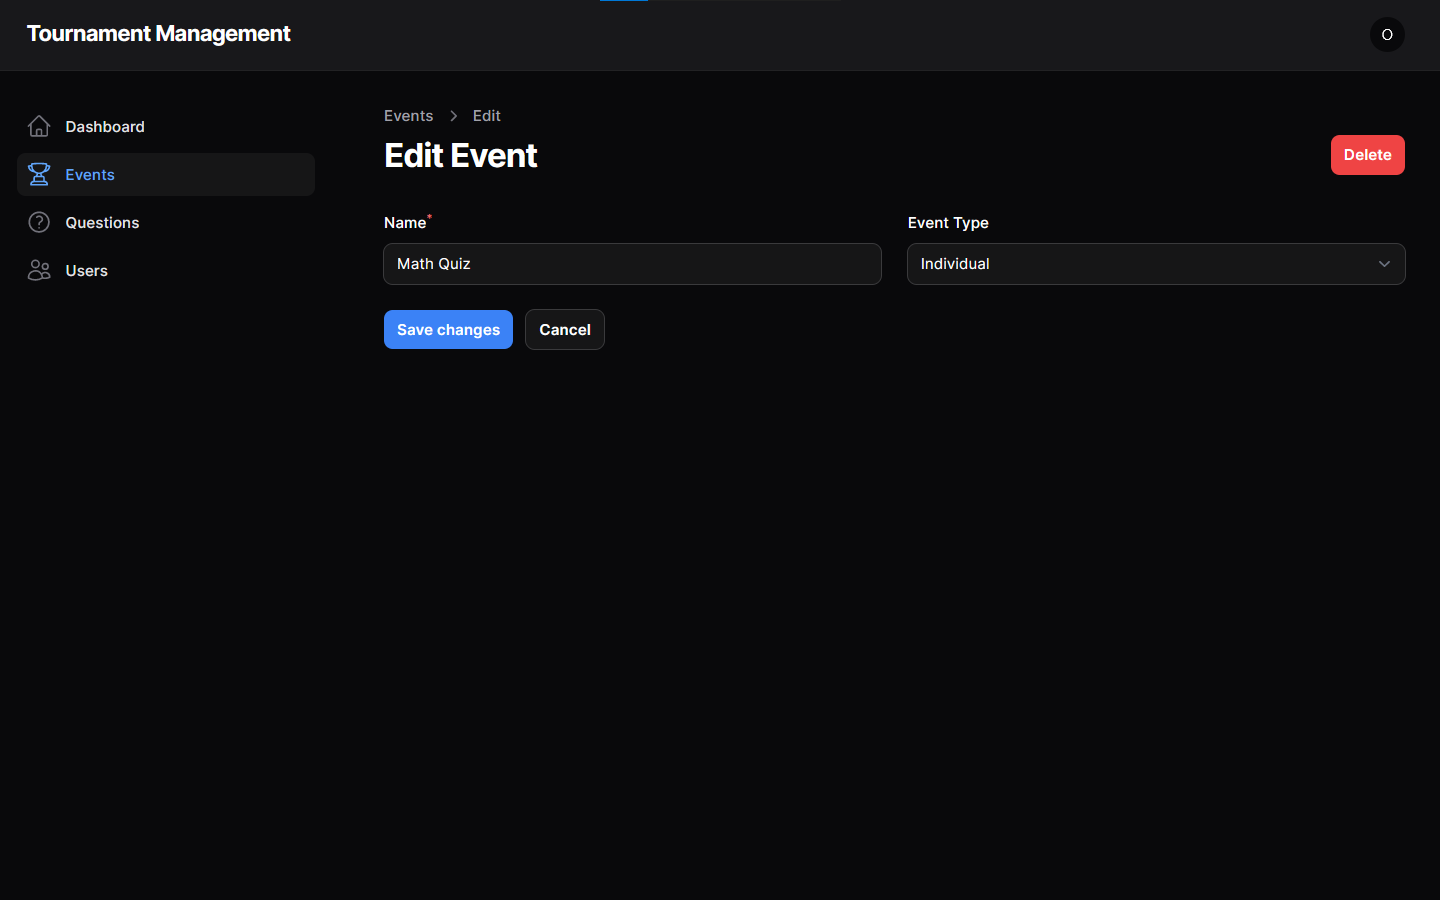 Tournament Management
O
Dashboard
Events
Questions
Users
Events > Edit
Edit Event
Delete
Name*
Math Quiz
Event Type
Individual
Save changes
Cancel